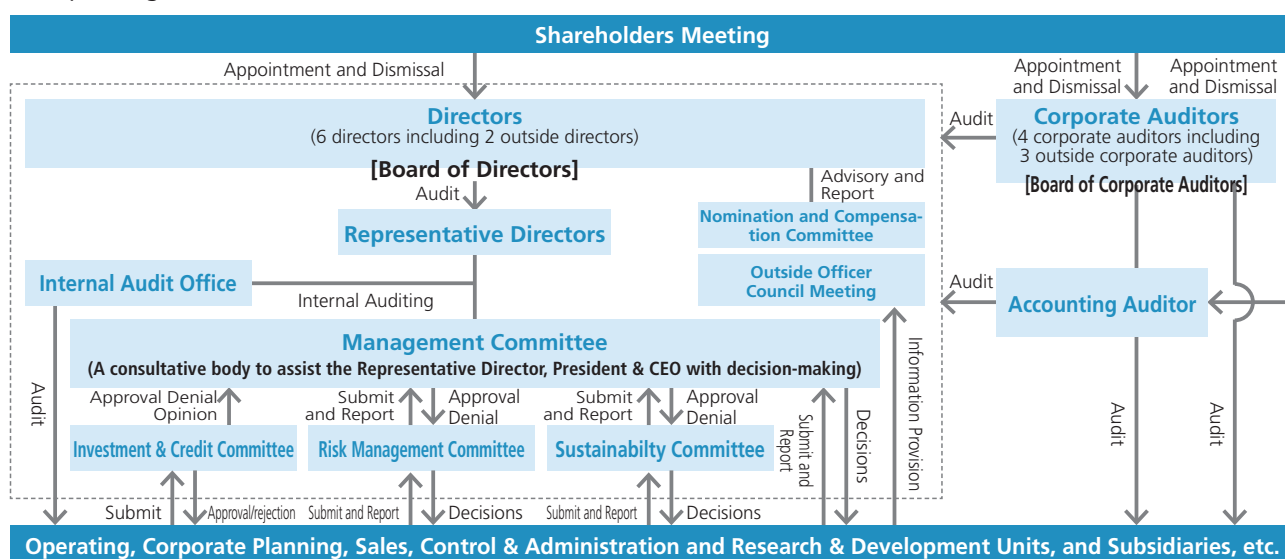 Shareholders Meeting
Appointment and Dismissal
Appointment
and Dismissal
Appointment
and Dismissal
Directors
(6 directors including 2 outside directors)
[Board of Directors]
Audit
Corporate Auditors
(4 corporate auditors including
3 outside corporate auditors)
[Board of Corporate Auditors]
Audit
Advisory and
Report
Representative Directors
Nomination and Compensa-
tion Committee
Internal Audit Office
Internal Auditing
Outside Officer
Council Meeting
Audit
Accounting Auditor
Management Committee
(A consultative body to assist the Representative Director, President & CEO with decision-making)
Audit
Approval Denial
Opinion
Submit
and Report
Approval
Denial
Submit
and Report
Approval
Denial
Submit and
Report
Decisions
Information Provision
Audit
Audit
Investment & Credit Committee
Risk Management Committee
Sustainabilty Committee
Submit
Approval/rejection
Submit and Report
Decisions
Submit and Report
Decisions
Operating, Corporate Planning, Sales, Control & Administration and Research & Development Units, and Subsidiaries, etc.